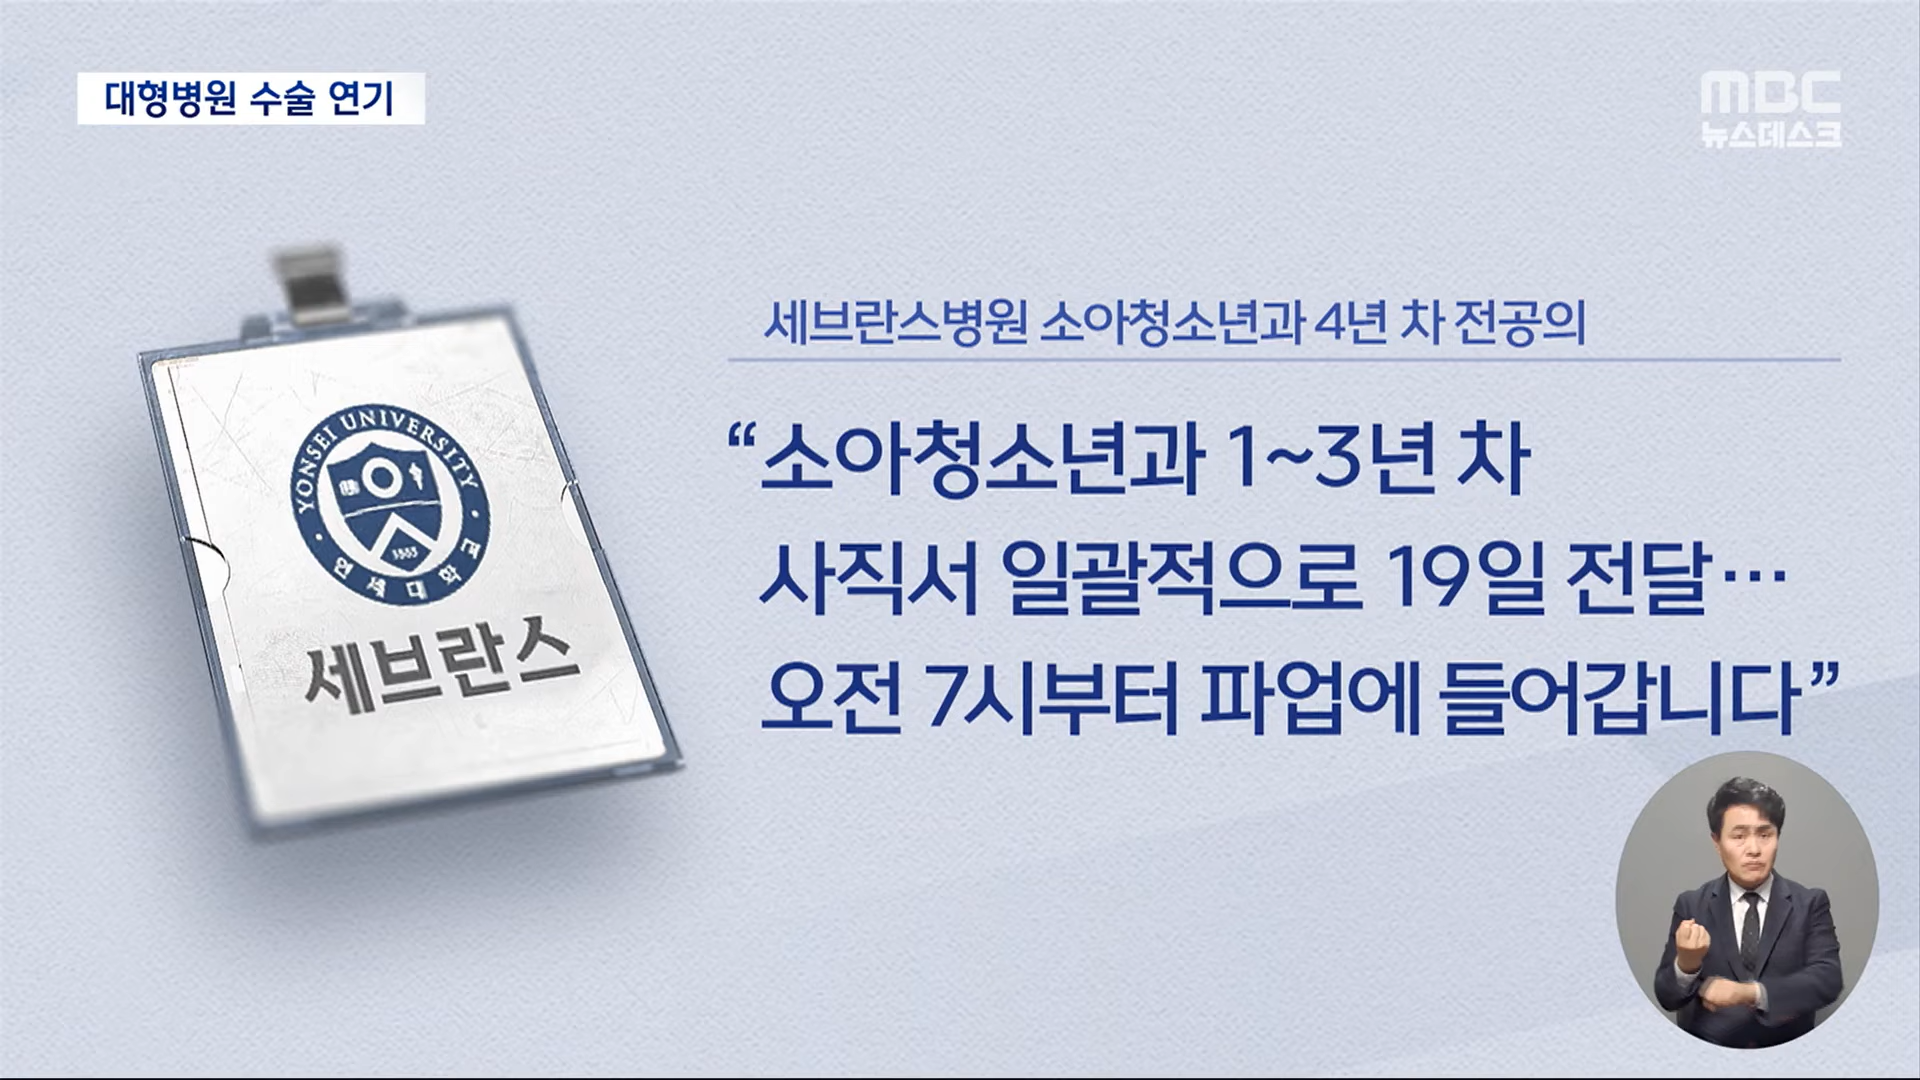 대형병원 수술 연기
MBC
뉴스데스크
세브란스병원 소아청소년과 4년 차 전공의
“소아청소년과 1~3년 차
사직서 일괄적으로 19일 전달…
오전 7시부터 파업에 들어갑니다”
YONSEI UNIVERSITY
1885
연세대학교
세브란스